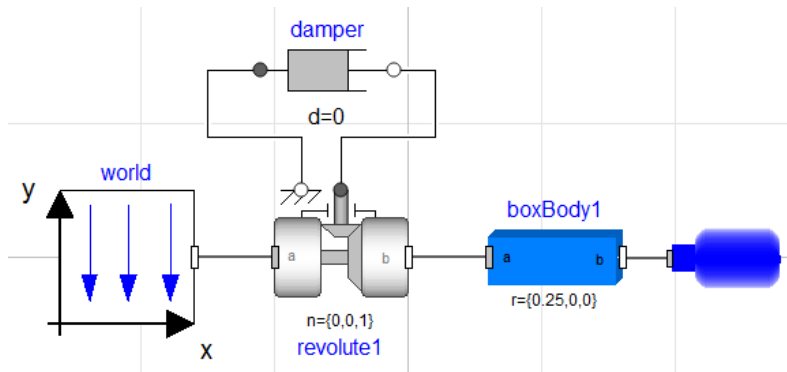 damper
d=0
world
y
x
a
b
n={0,0,1}
revolute1
boxBody1
a
b
r={0.25,0,0}